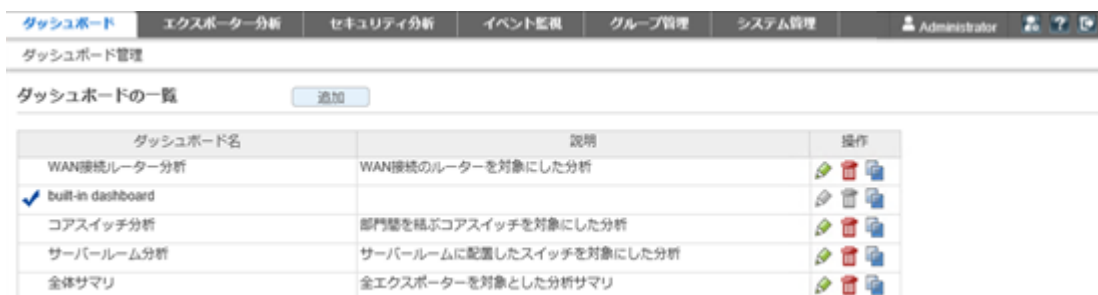 ダッシュボード エクスポーター分析 セキュリティ分析 イベント監視 グループ管理 システム管理 Administrator
ダッシュボード管理
ダッシュボードの一覧 追加
ダッシュボード名 説明 操作
WAN接続ルーター分析 WAN接続のルーターを対象にした分析
built-in dashboard
コアスイッチ分析 部門間を結ぶコアスイッチを対象にした分析
サーバールーム分析 サーバールームに配置したスイッチを対象にした分析
全体サマリ 全エクスポーターを対象とした分析サマリ